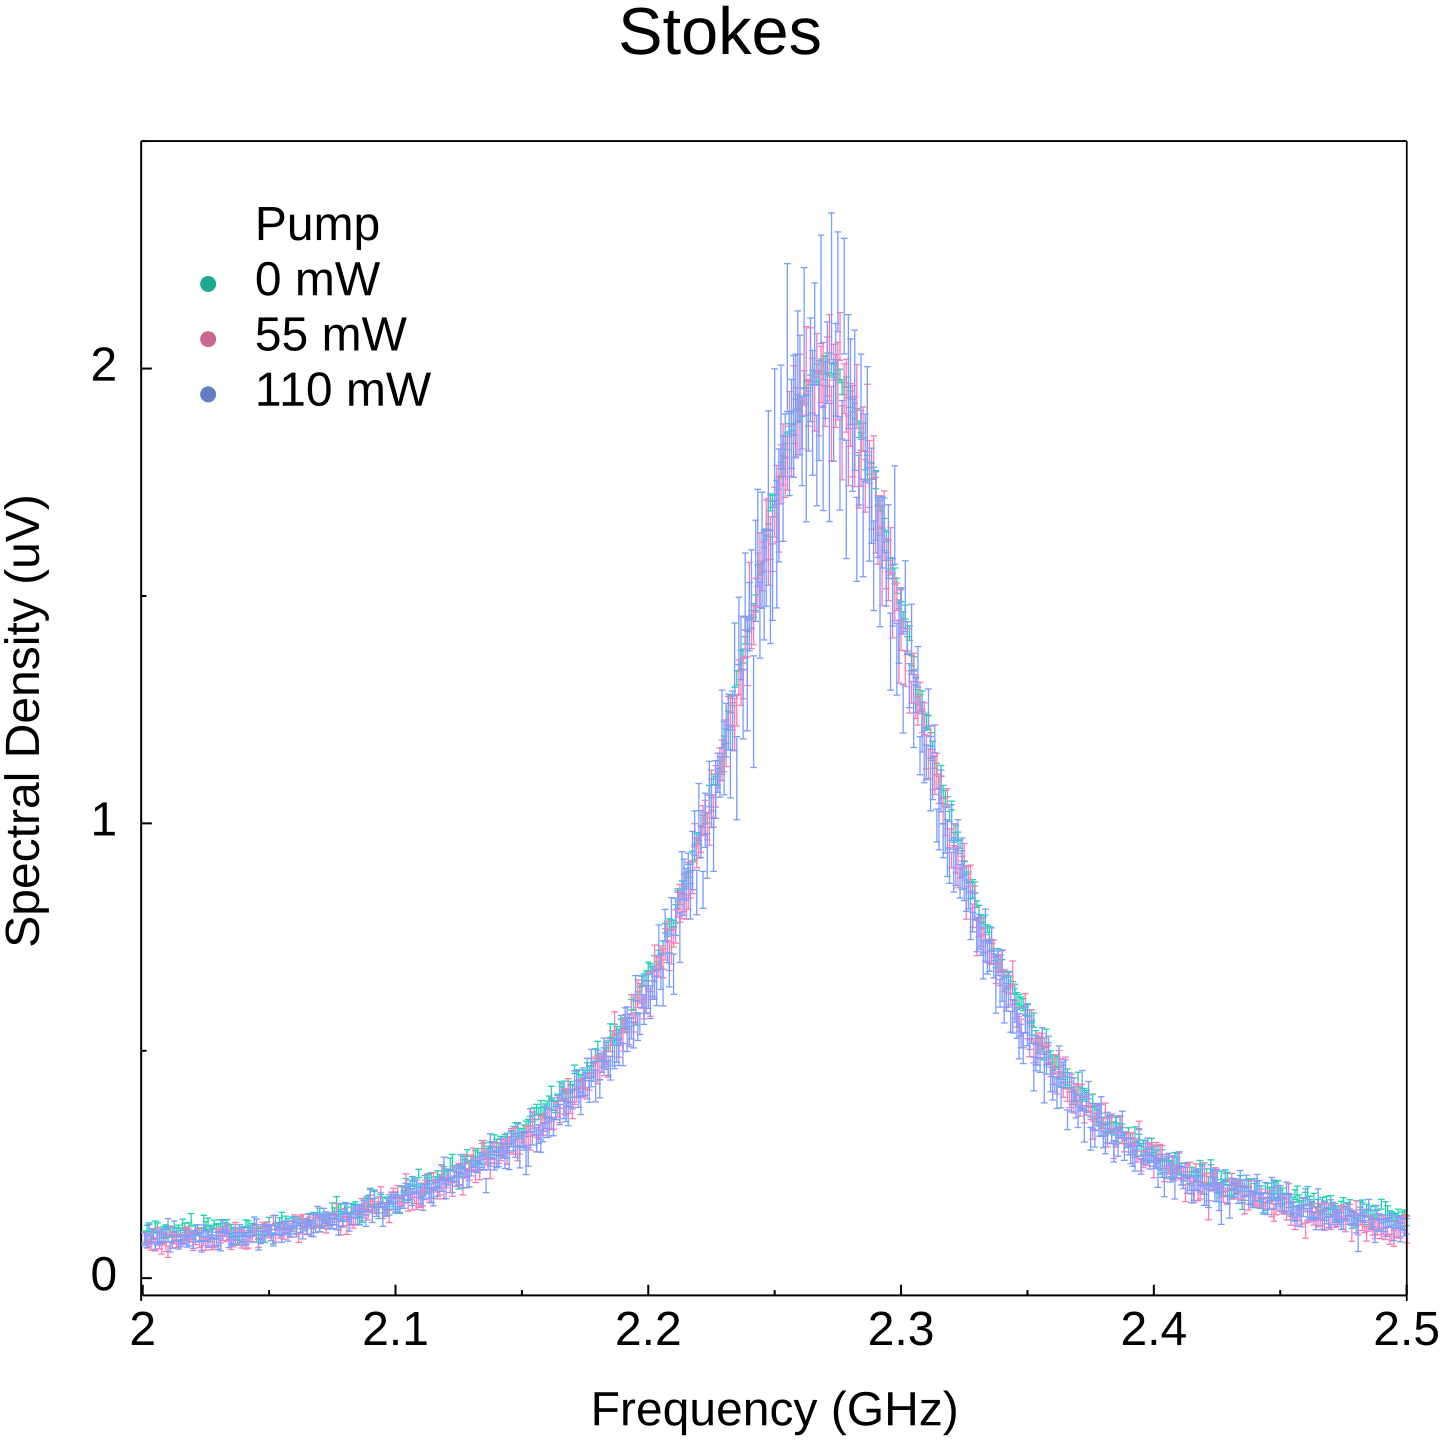 Stokes
Pump
0 mW
55 mW
110 mW
Spectral Density (uV)
2
1
0
2 2.1 2.2 2.3 2.4 2.5
Frequency (GHz)